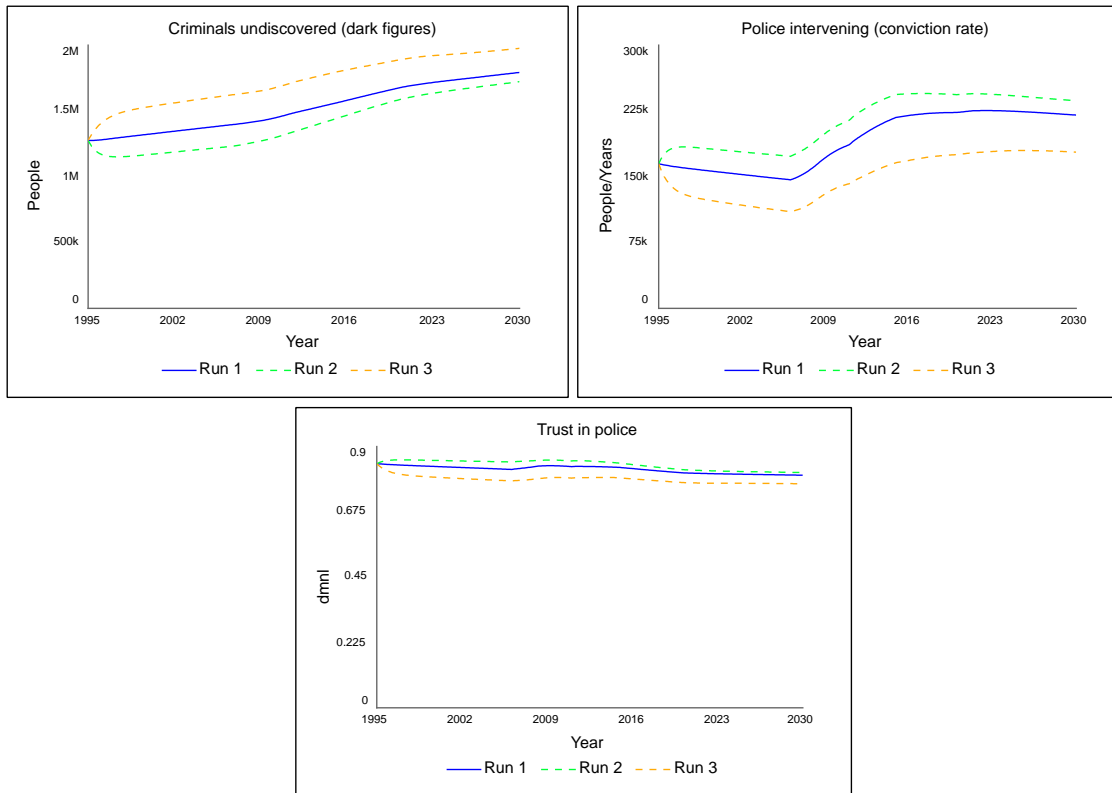 Criminals undiscovered (dark figures)
2M
1.5M
1M
500k
0
People
1995 2002 2009 2016 2023 2030
Year
Run 1 Run 2 Run 3
Police intervening (conviction rate)
300k
225k
150k
75k
0
People/Years
1995 2002 2009 2016 2023 2030
Year
Run 1 Run 2 Run 3
Trust in police
0.9
0.675
0.45
0.225
0
dmnl
1995 2002 2009 2016 2023 2030
Year
Run 1 Run 2 Run 3